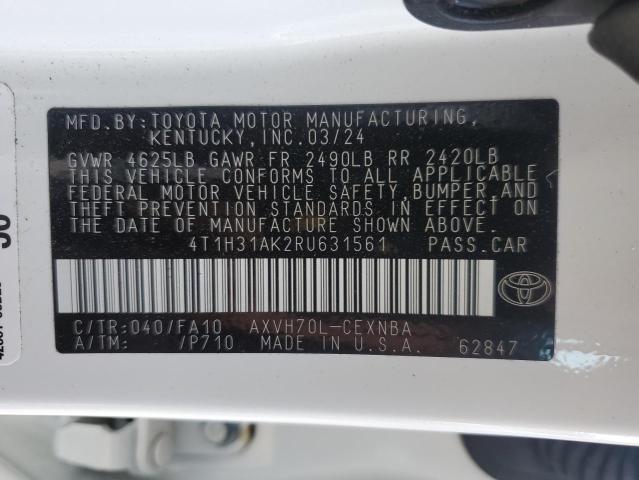 MFD.BY:TOYOTA MOTOR MANUFACTURING,
KENTUCKY,INC.03/24
GVWR 4625LB GAWR FR 2490LB RR 2420LB
THIS VEHICLE CONFORMS TO ALL APPLICABLE
FEDERAL MOTOR VEHICLE SAFETY,BUMPER,AND
THEFT PREVENTION STANDARDS IN EFFECT ON
THE DATE OF MANUFACTURE SHOWN ABOVE.
4T1H31AK2RU631561 PASS.CAR
C/TR:040/FA10 AXVH70L-CEXNBA
A/TM: /P710 MADE IN U.S.A. 62847